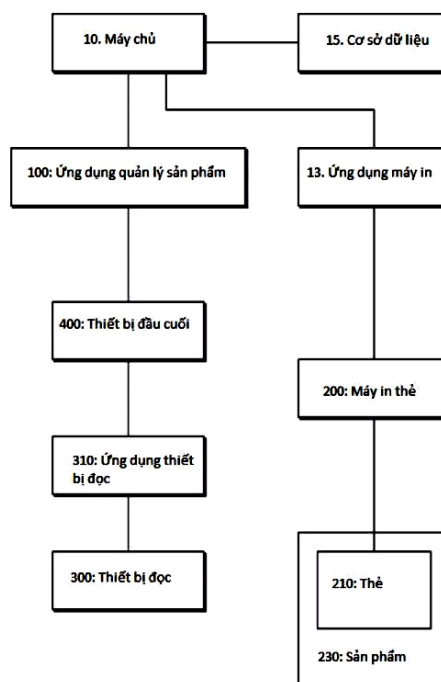 10. Máy chủ
15. Cơ sở dữ liệu
100: Ứng dụng quản lý sản phẩm
13. Ứng dụng máy in
400: Thiết bị đầu cuối
200: Máy in thẻ
310: Ứng dụng thiết
bị đọc
300: Thiết bị đọc
210: Thẻ
230: Sản phẩm